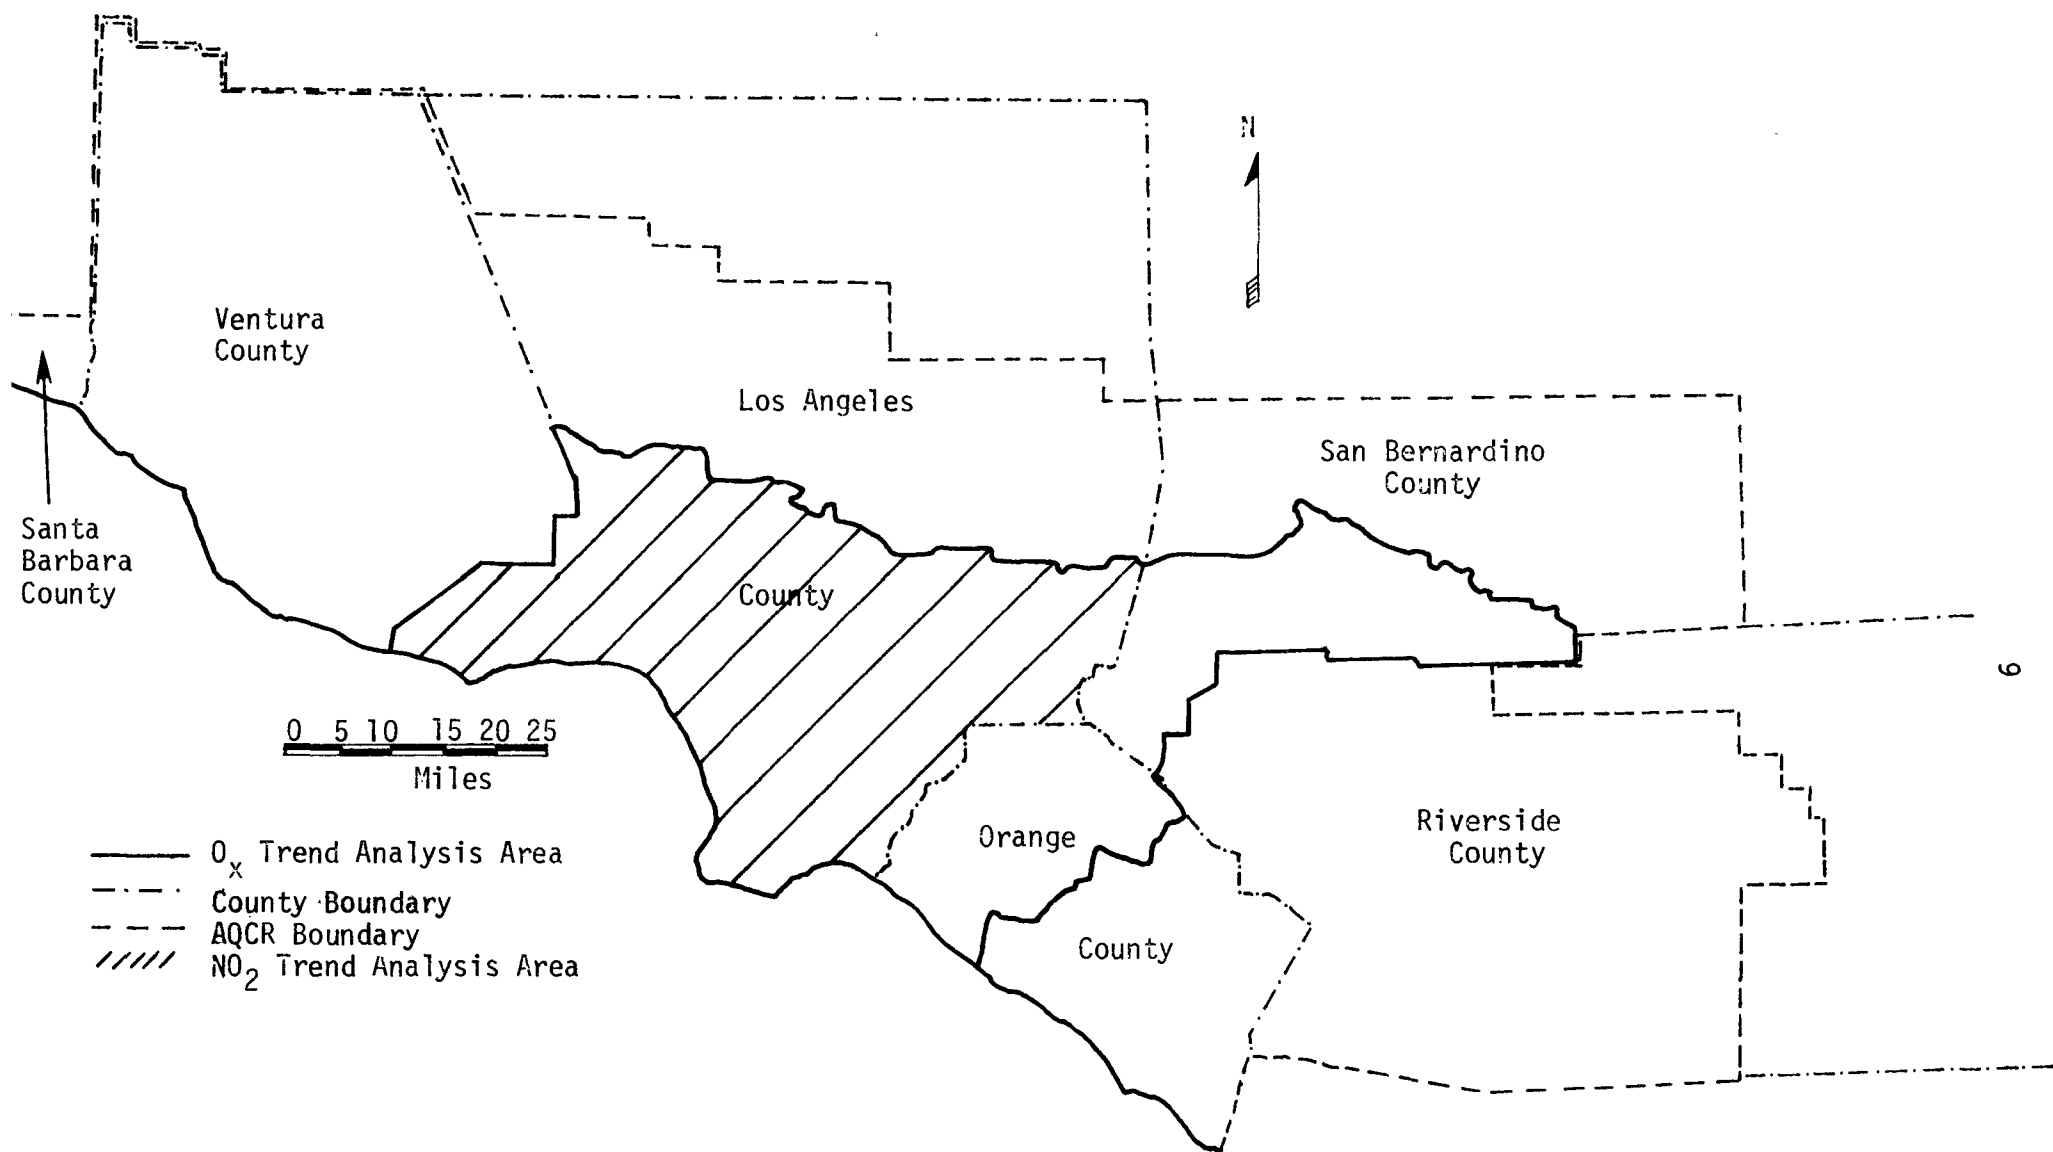 N
Ventura
County
Los Angeles
San Bernardino
County
Santa
Barbara
County
County
9
0 5 10 15 20 25
Miles
Orange
County
Riverside
County
Oₓ Trend Analysis Area
County Boundary
AQCR Boundary
NO₂ Trend Analysis Area